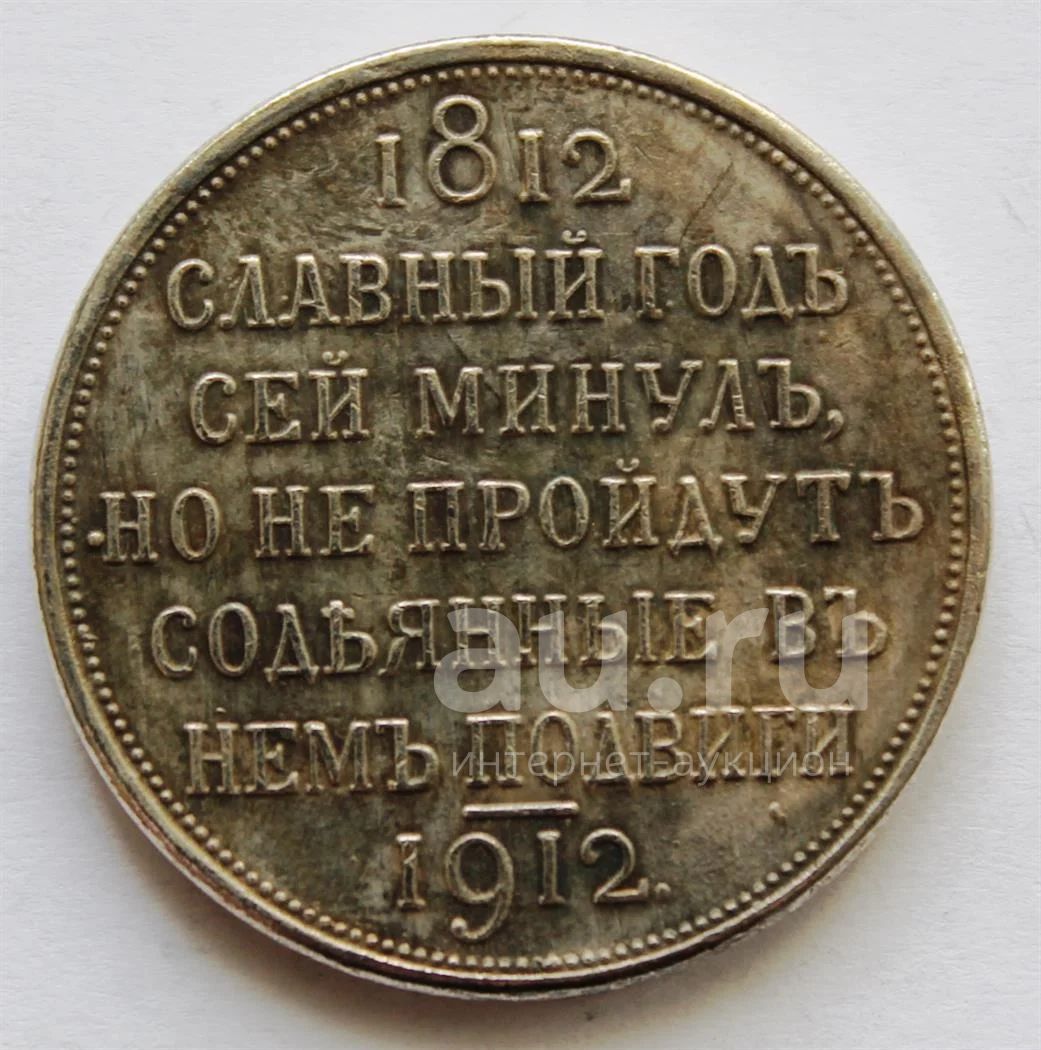 1812
СЛАВНЫЙ ГОДЪ
СЕЙ МИНУЛЪ,
НО НЕ ПРОЙДУТЪ
СОДѢЯННЫЕ ВЪ
НЕМЪ ПОДВИГИ
1912.
au.ru
интернет-аукцион